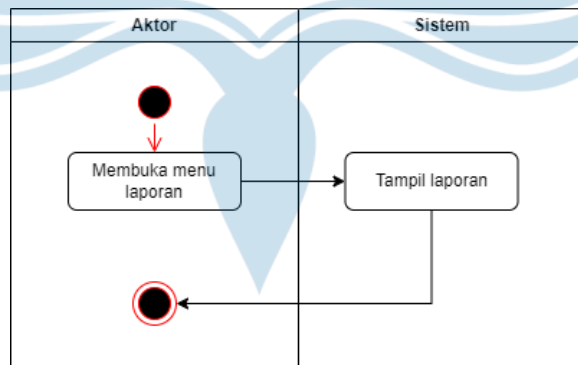 Aktor
Sistem
Membuka menu
laporan
Tampil laporan